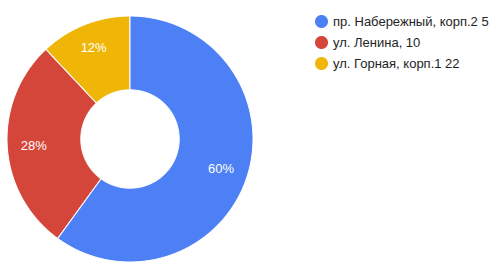 пр. Набережный, корп.2 5
ул. Ленина, 10
ул. Горная, корп.1 22
12%
28%
60%